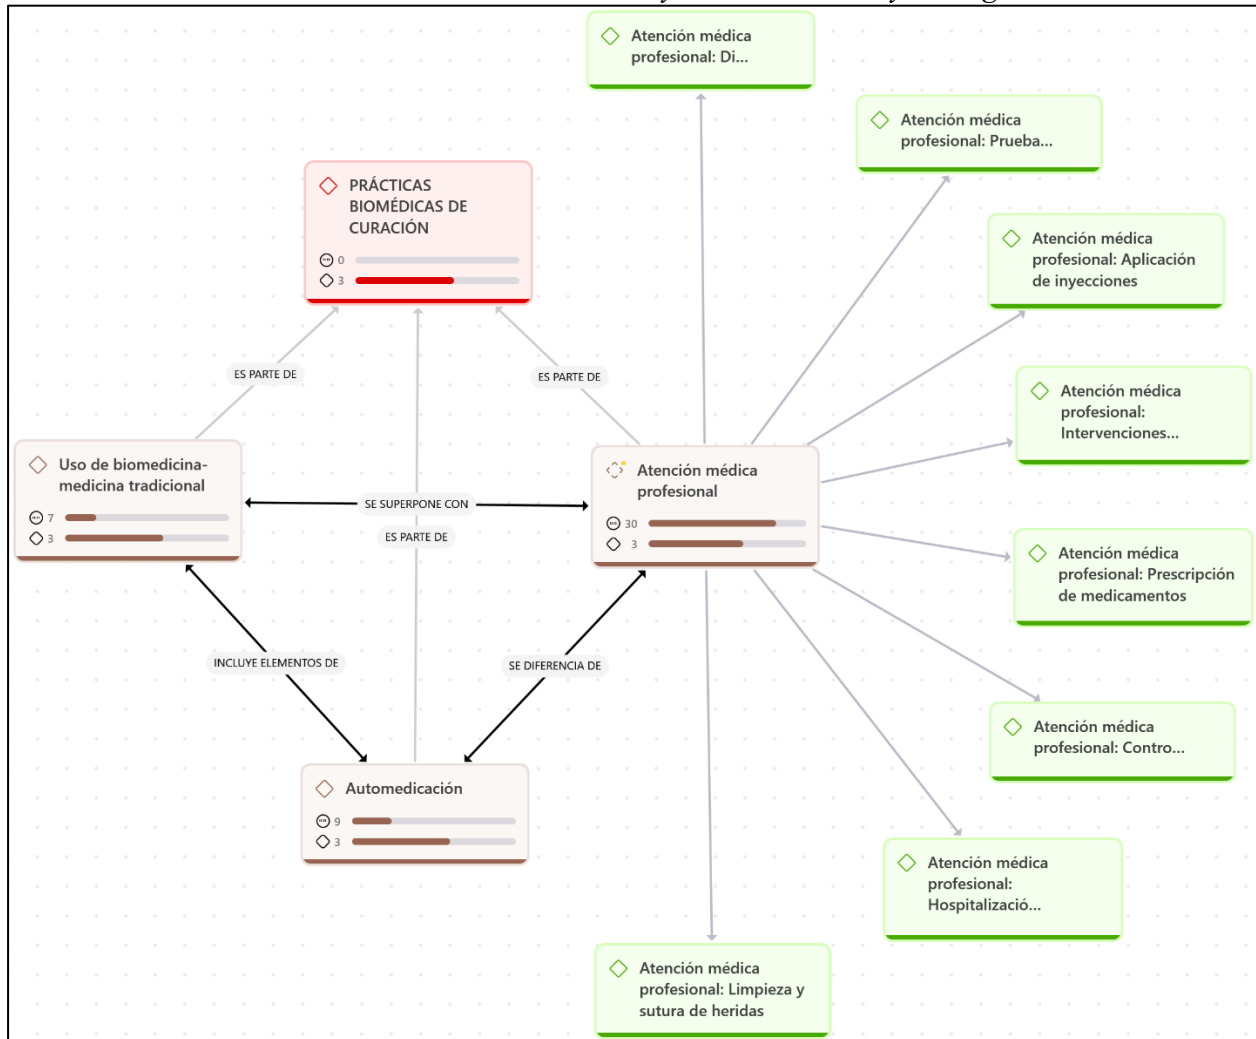 Atención médica
profesional: Di...
Atención médica
profesional: Prueba...
PRÁCTICAS
BIOMÉDICAS DE
CURACIÓN
0
3
Atención médica
profesional: Aplicación
de inyecciones
ES PARTE DE
ES PARTE DE
Atención médica
profesional:
Intervenciones...
Uso de biomedicina-
medicina tradicional
7
3
SE SUPERPONE CON
ES PARTE DE
Atención médica
profesional
30
3
Atención médica
profesional: Prescripción
de medicamentos
INCLUYE ELEMENTOS DE
SE DIFERENCIA DE
Atención médica
profesional: Contro...
Automedicación
9
3
Atención médica
profesional:
Hospitalizació...
Atención médica
profesional: Limpieza y
sutura de heridas